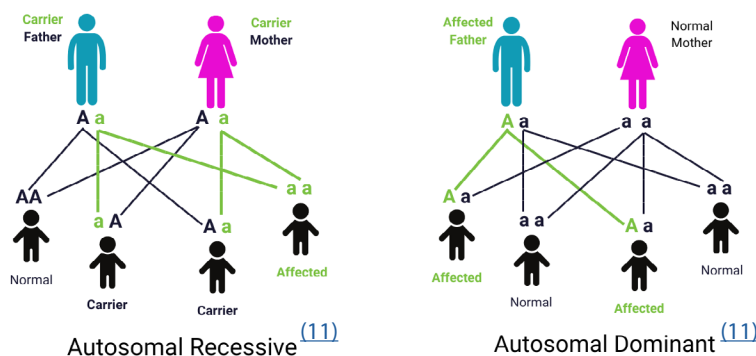 Carrier
Father
Carrier
Mother
A a
A a
AA
a A
A a
a a
Normal
Carrier
Carrier
Affected
Autosomal Recessive (11)
Affected
Father
Normal
Mother
A a
a a
A a
a a
A a
a a
Affected
Normal
Affected
Normal
Autosomal Dominant (11)